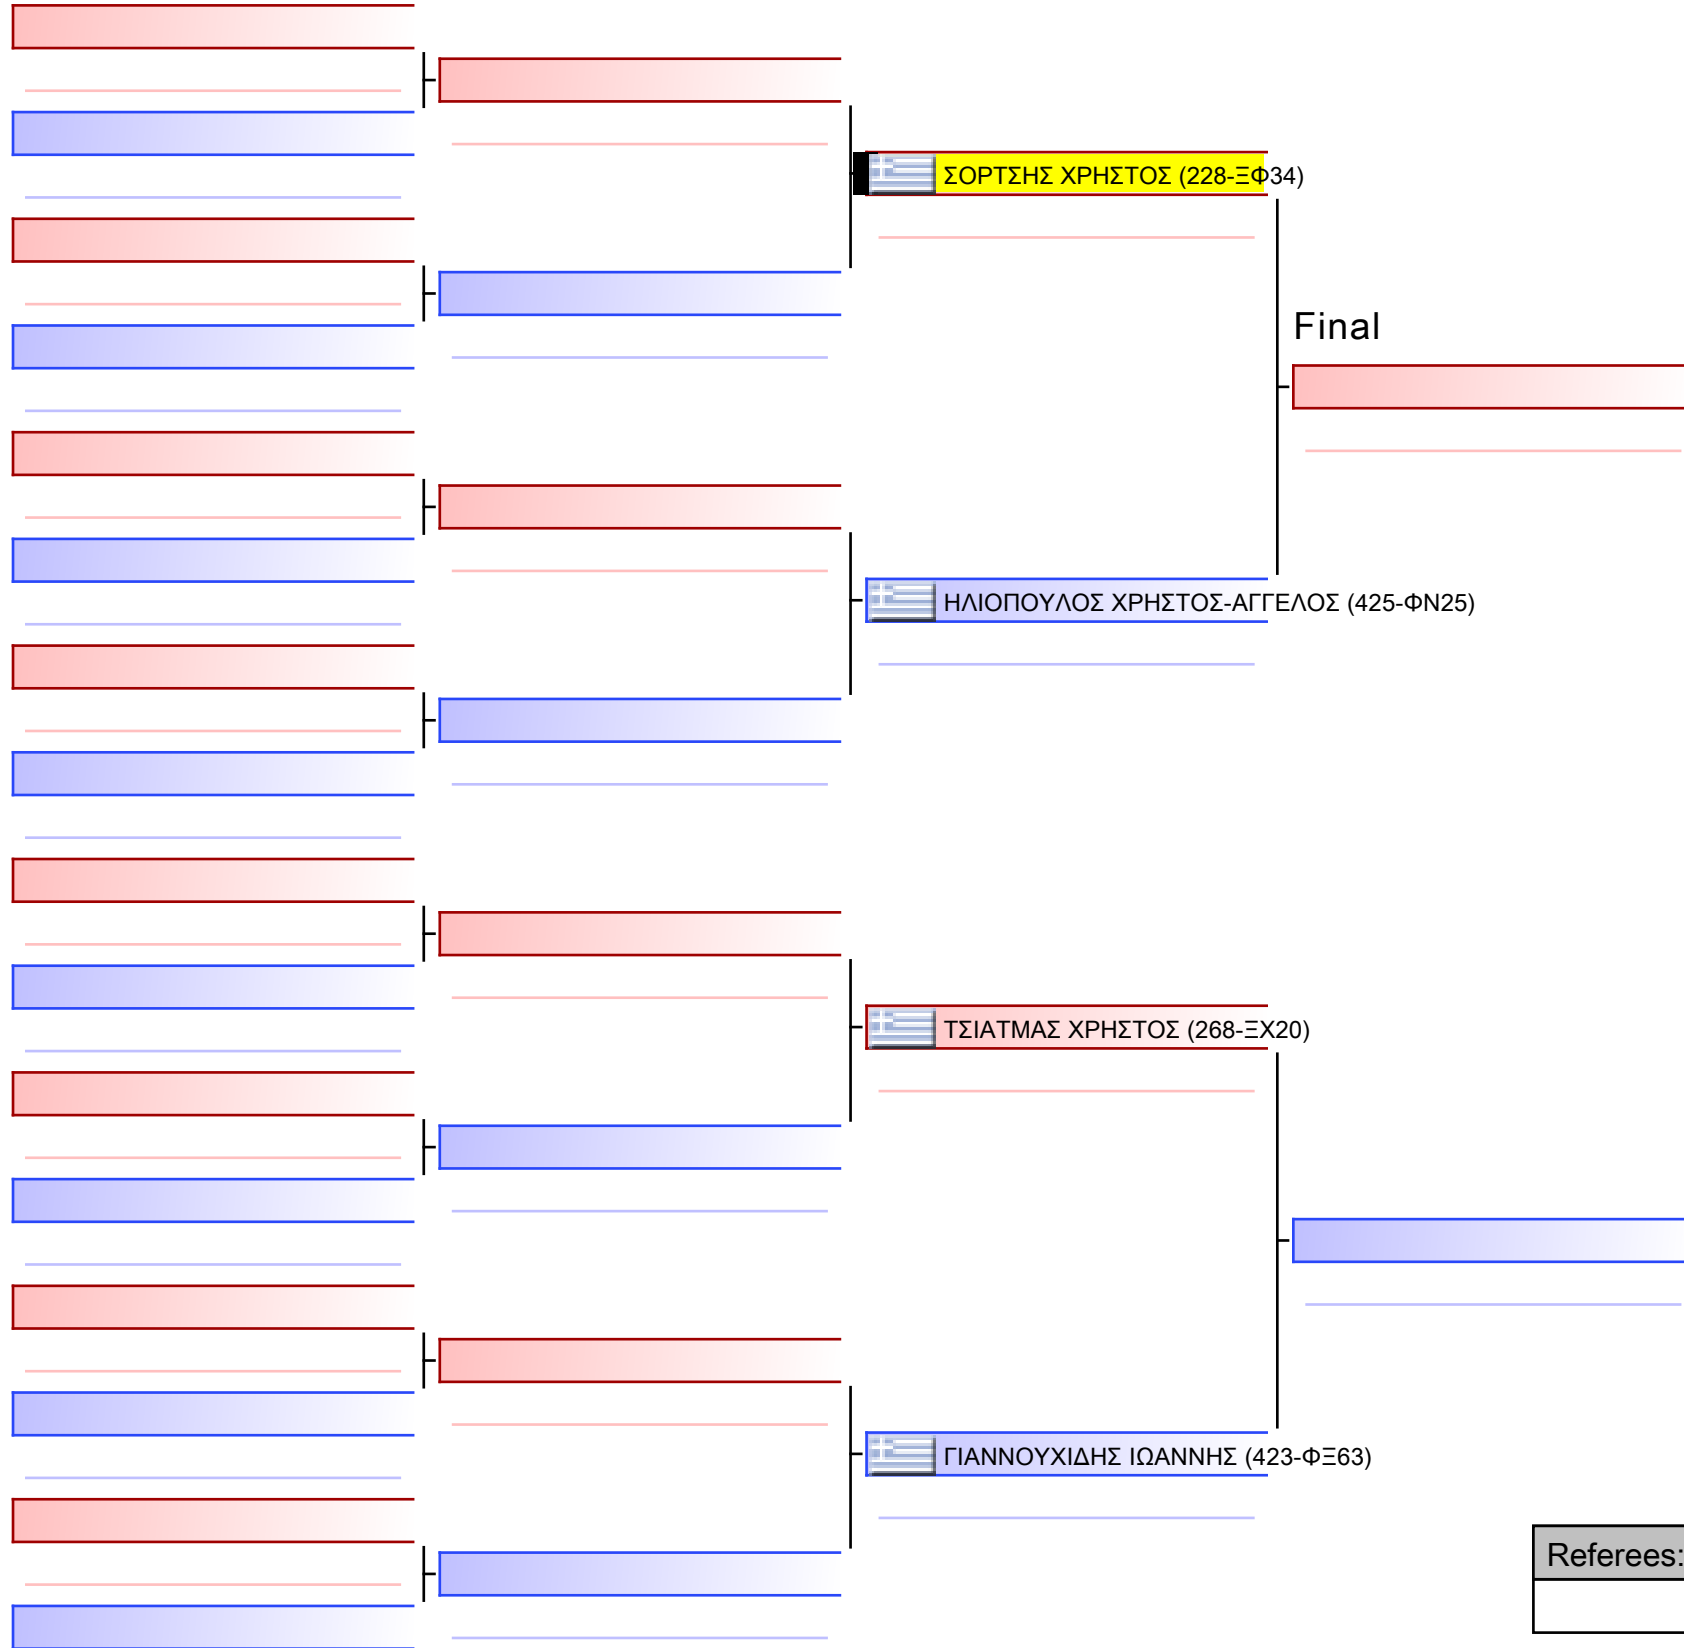 ΣΟΡΤΣΗΣ ΧΡΗΣΤΟΣ (228-ΞΦ34)
Final
ΗΛΙΟΠΟΥΛΟΣ ΧΡΗΣΤΟΣ-ΑΓΓΕΛΟΣ (425-ΦΝ25)
ΤΣΙΑΤΜΑΣ ΧΡΗΣΤΟΣ (268-ΞΧ20)
ΓΙΑΝΝΟΥΧΙΔΗΣ ΙΩΑΝΝΗΣ (423-ΦΞ63)
Referees: